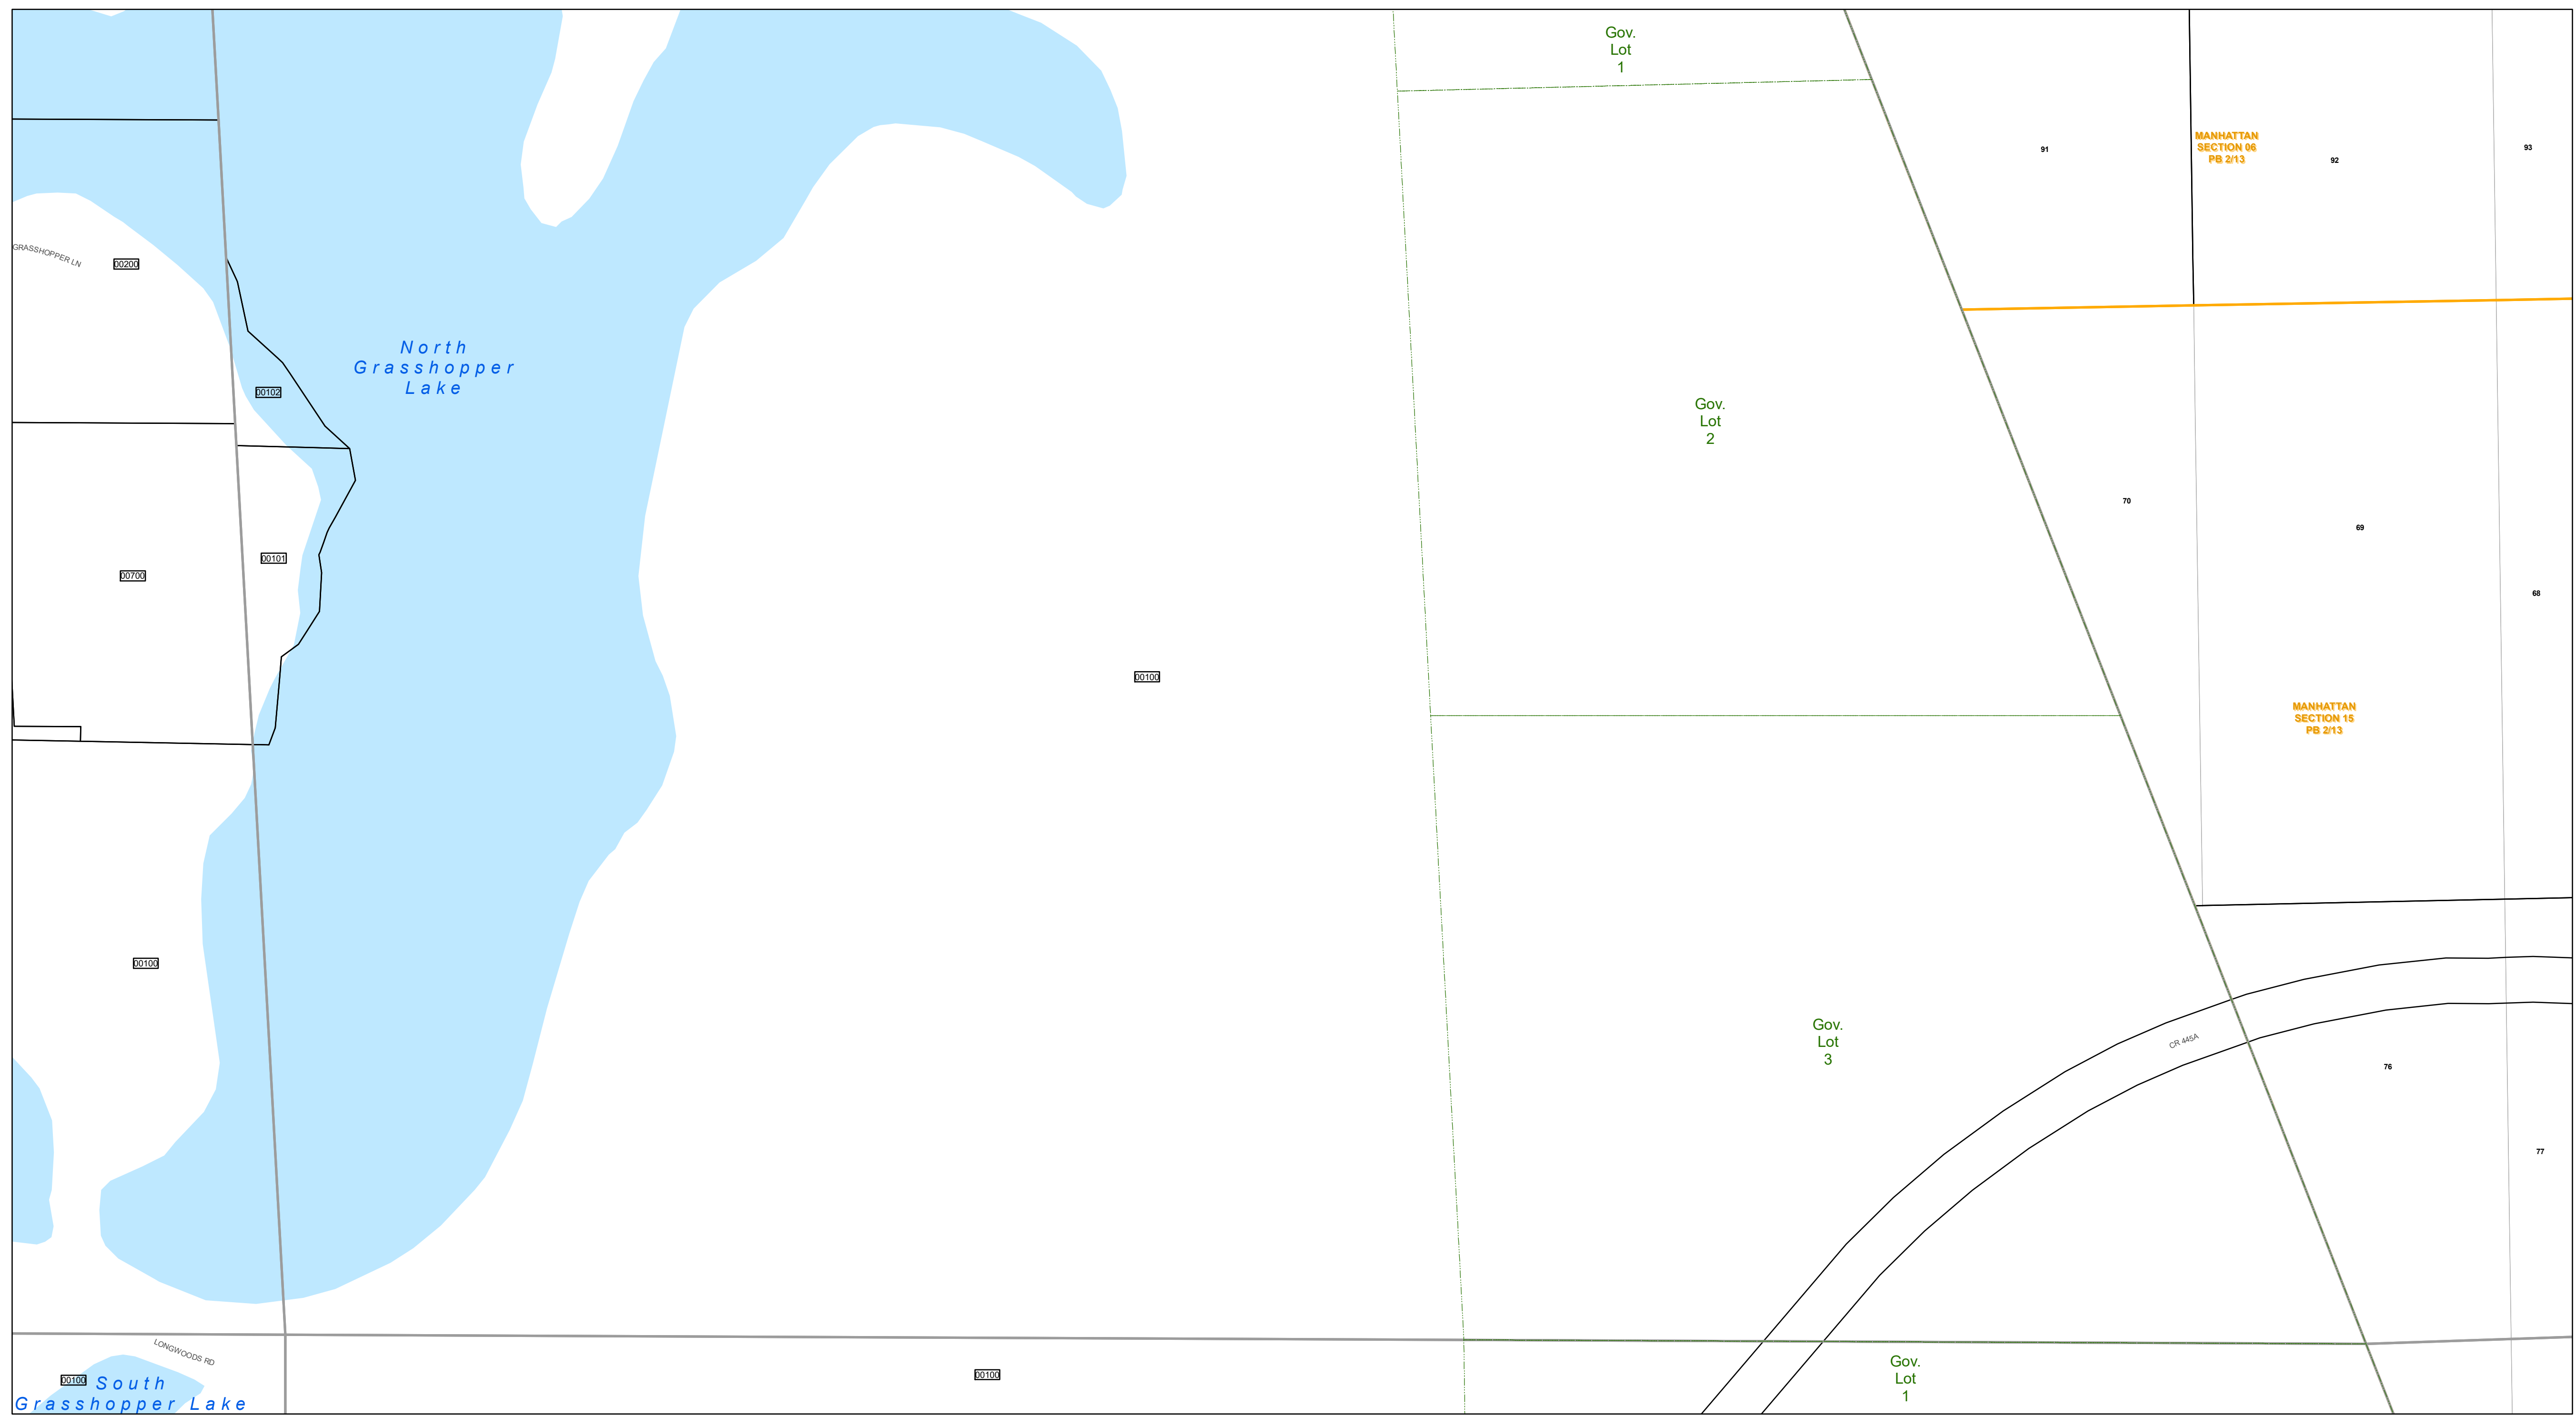 Gov.
Lot
1
MANHATTAN
SECTION 06
PB 2/13
91
92
93
GRASSHOPPER LN
00200
North
Grasshopper
Lake
00102
Gov.
Lot
2
70
69
00101
00700
68
00100
MANHATTAN
SECTION 15
PB 2/13
00100
Gov.
Lot
3
CR 445A
76
77
LONGWOODS RD
00100
South
Grasshopper Lake
00100
Gov.
Lot
1